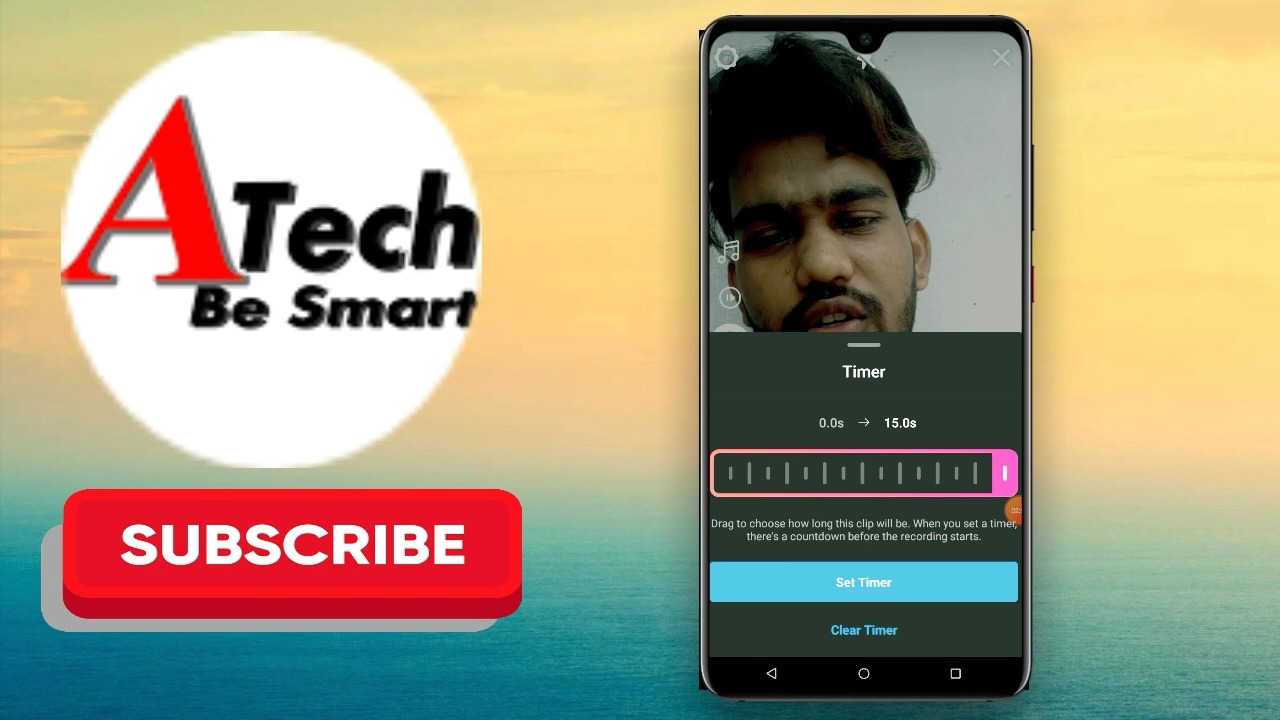 ATech
Be Smart
SUBSCRIBE
Timer
0.0s → 15.0s
Drag to choose how long this clip will be. When you set a timer,
there's a countdown before the recording starts.
Set Timer
Clear Timer